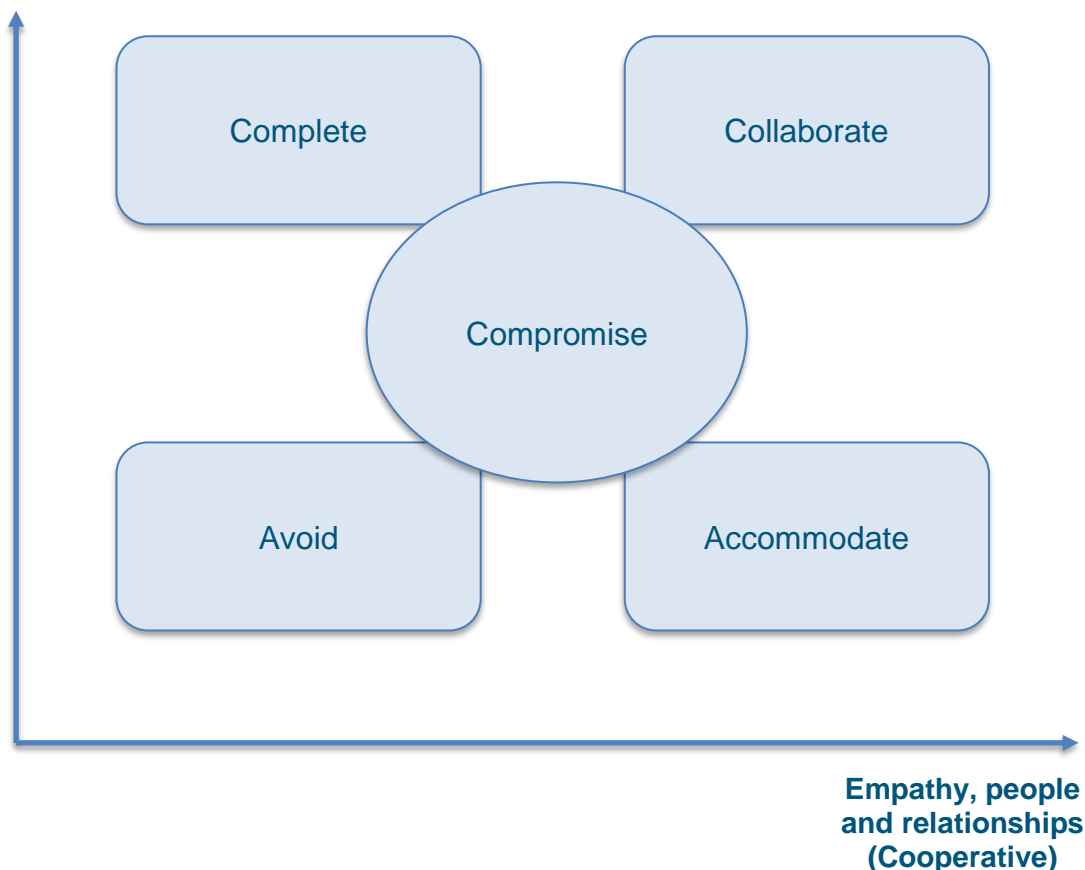 Complete
Collaborate
Compromise
Avoid
Accommodate
Empathy, people
and relationships
(Cooperative)